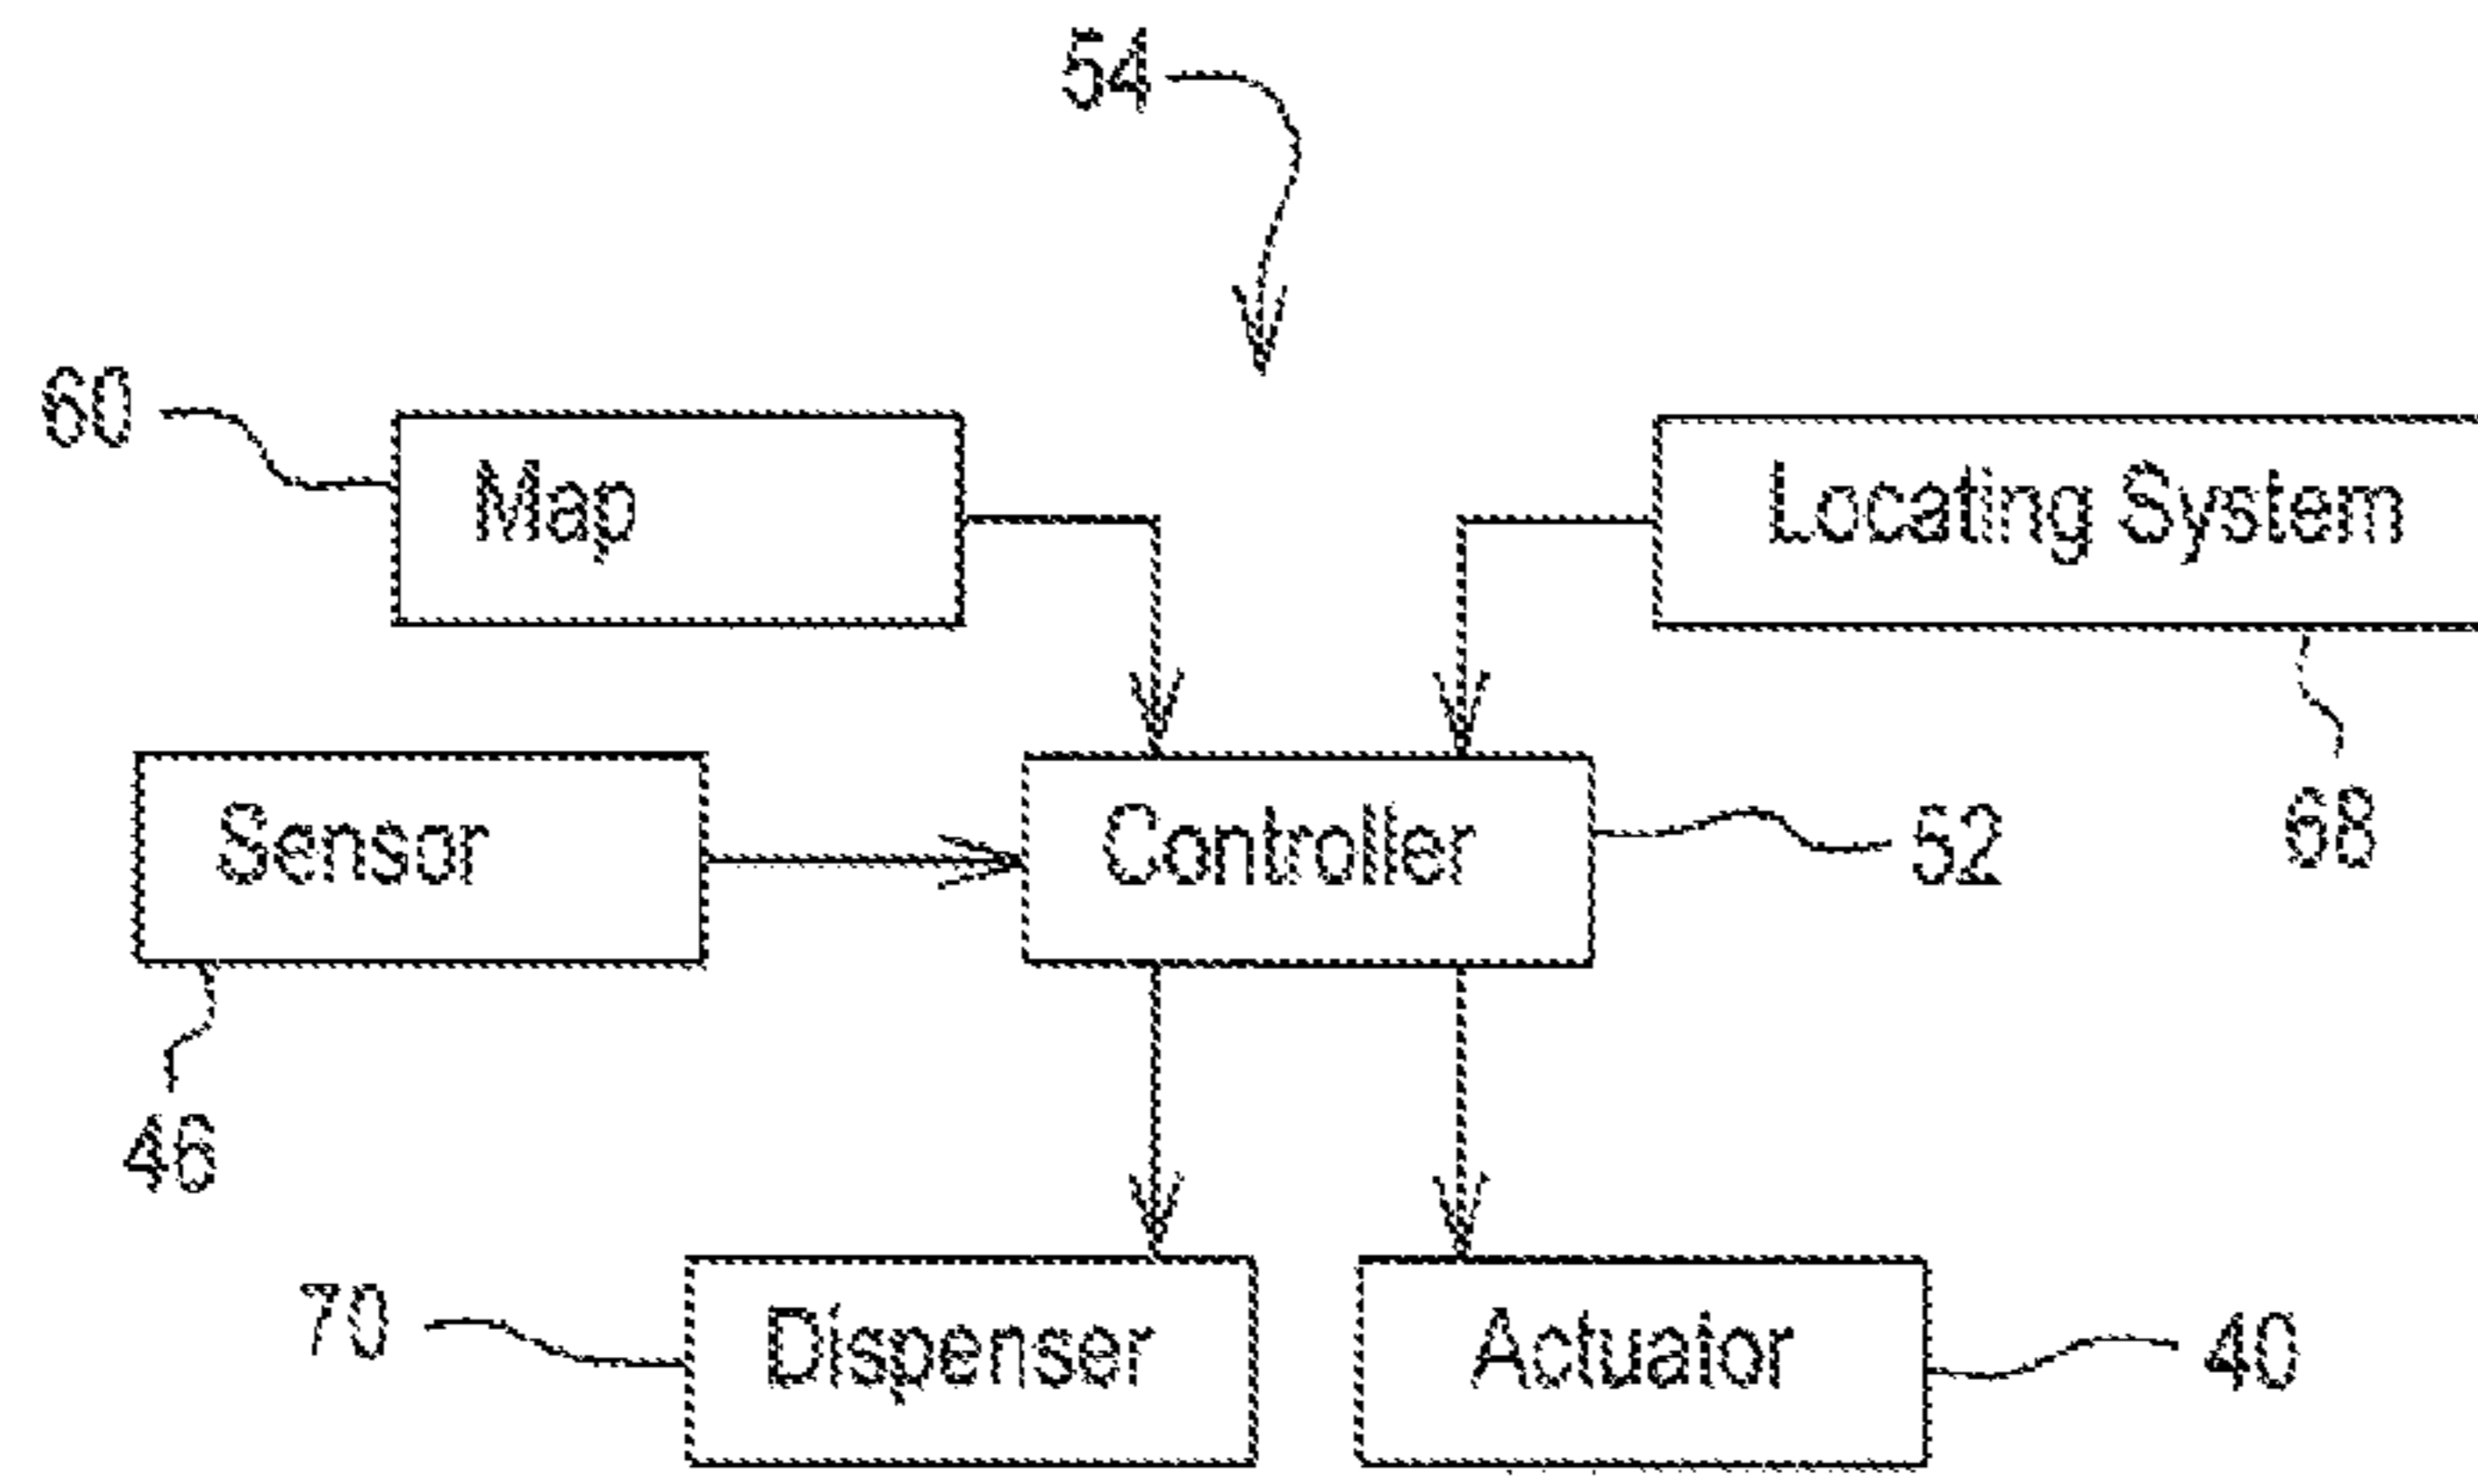 54
60
Map
Locating System
Sensor
Controller
52
68
46
70
Dispenser
Actuator
40